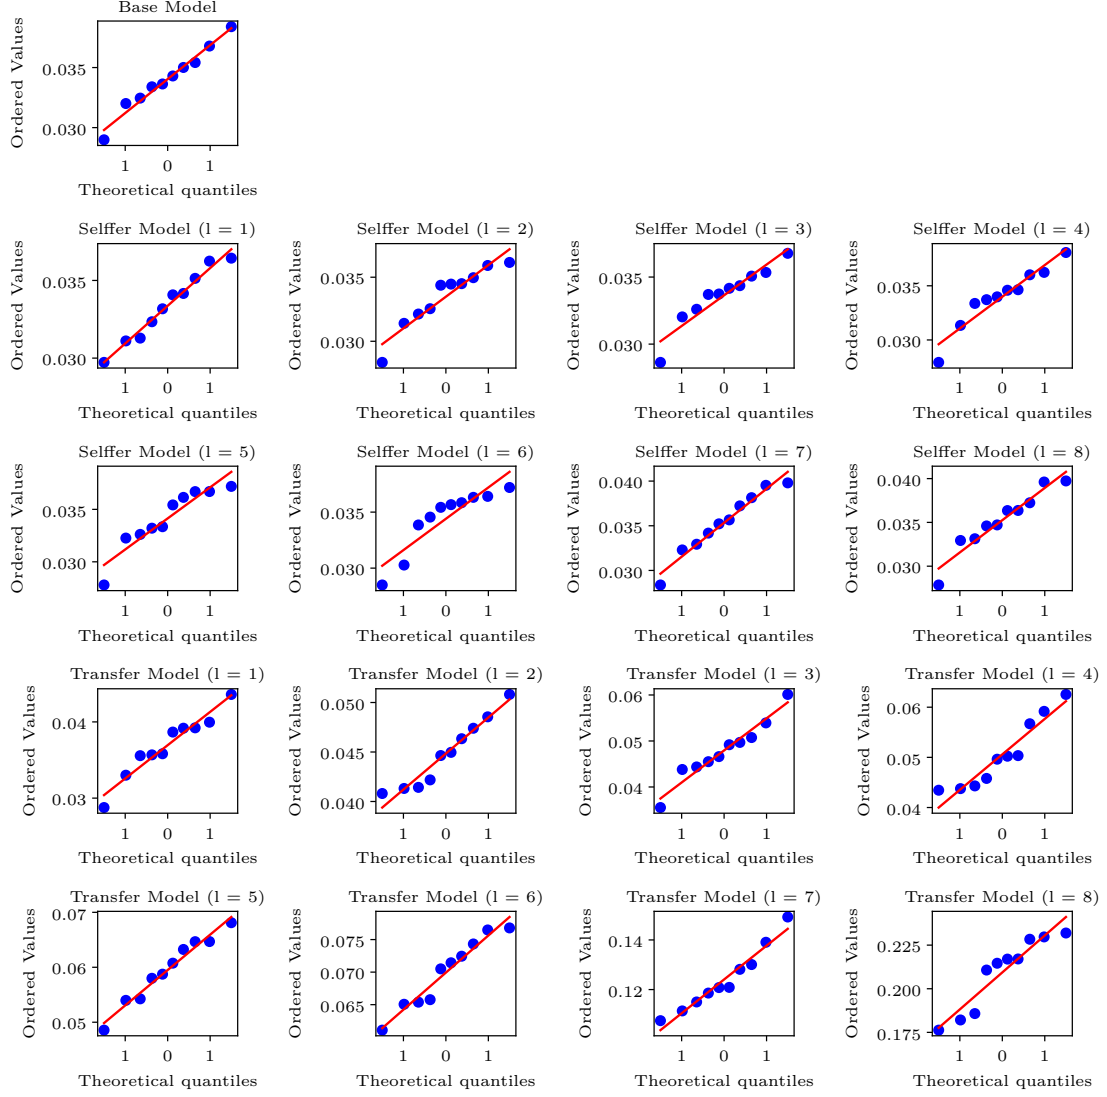 Base Model
Ordered Values
0.035
0.030
1 0 1
Theoretical quantiles
Selffer Model (l = 1) Selffer Model (l = 2) Selffer Model (l = 3) Selffer Model (l = 4)
Ordered Values Ordered Values Ordered Values Ordered Values
0.035 0.035 0.035 0.035
0.030 0.030 0.030 0.030
1 0 1 1 0 1 1 0 1 1 0 1
Theoretical quantiles Theoretical quantiles Theoretical quantiles Theoretical quantiles
Selffer Model (l = 5) Selffer Model (l = 6) Selffer Model (l = 7) Selffer Model (l = 8)
Ordered Values Ordered Values Ordered Values Ordered Values
0.040 0.040
0.035 0.035 0.035 0.035
0.030 0.030 0.030 0.030
1 0 1 1 0 1 1 0 1 1 0 1
Theoretical quantiles Theoretical quantiles Theoretical quantiles Theoretical quantiles
Transfer Model (l = 1) Transfer Model (l = 2) Transfer Model (l = 3) Transfer Model (l = 4)
Ordered Values Ordered Values Ordered Values Ordered Values
0.04 0.050 0.06 0.06
0.045 0.05 0.05
0.03 0.040 0.04 0.04
1 0 1 1 0 1 1 0 1 1 0 1
Theoretical quantiles Theoretical quantiles Theoretical quantiles Theoretical quantiles
Transfer Model (l = 5) Transfer Model (l = 6) Transfer Model (l = 7) Transfer Model (l = 8)
Ordered Values Ordered Values Ordered Values Ordered Values
0.07 0.075 0.14 0.225
0.06 0.070 0.12 0.200
0.05 0.065 0.175
1 0 1 1 0 1 1 0 1 1 0 1
Theoretical quantiles Theoretical quantiles Theoretical quantiles Theoretical quantiles